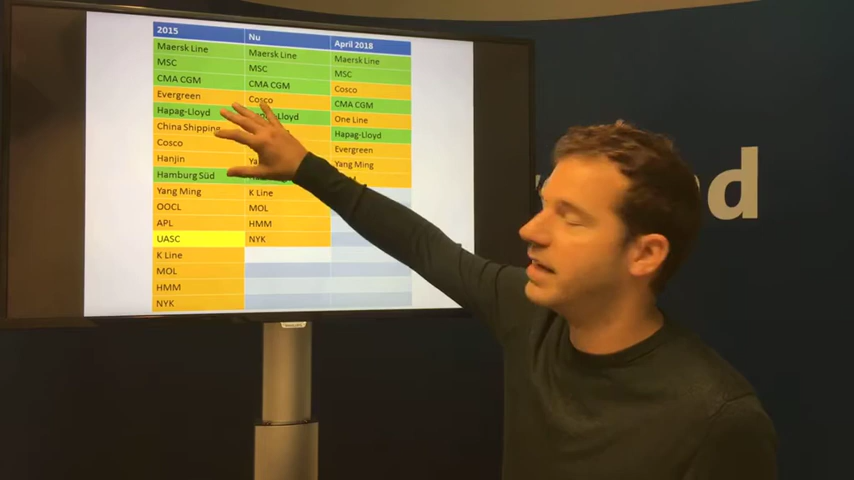 2015 Nu April 2018
Maersk Line Maersk Line Maersk Line
MSC MSC MSC
CMA CGM CMA CGM Cosco
Evergreen Cosco CMA CGM
Hapag-Lloyd Lloyd One Line
China Shipping Hapag-Lloyd
Cosco Evergreen
Hanjin Yang Ming
Hamburg Süd
Yang Ming K Line
OOCL MOL
APL HMM
UASC NYK
K Line
MOL
HMM
NYK